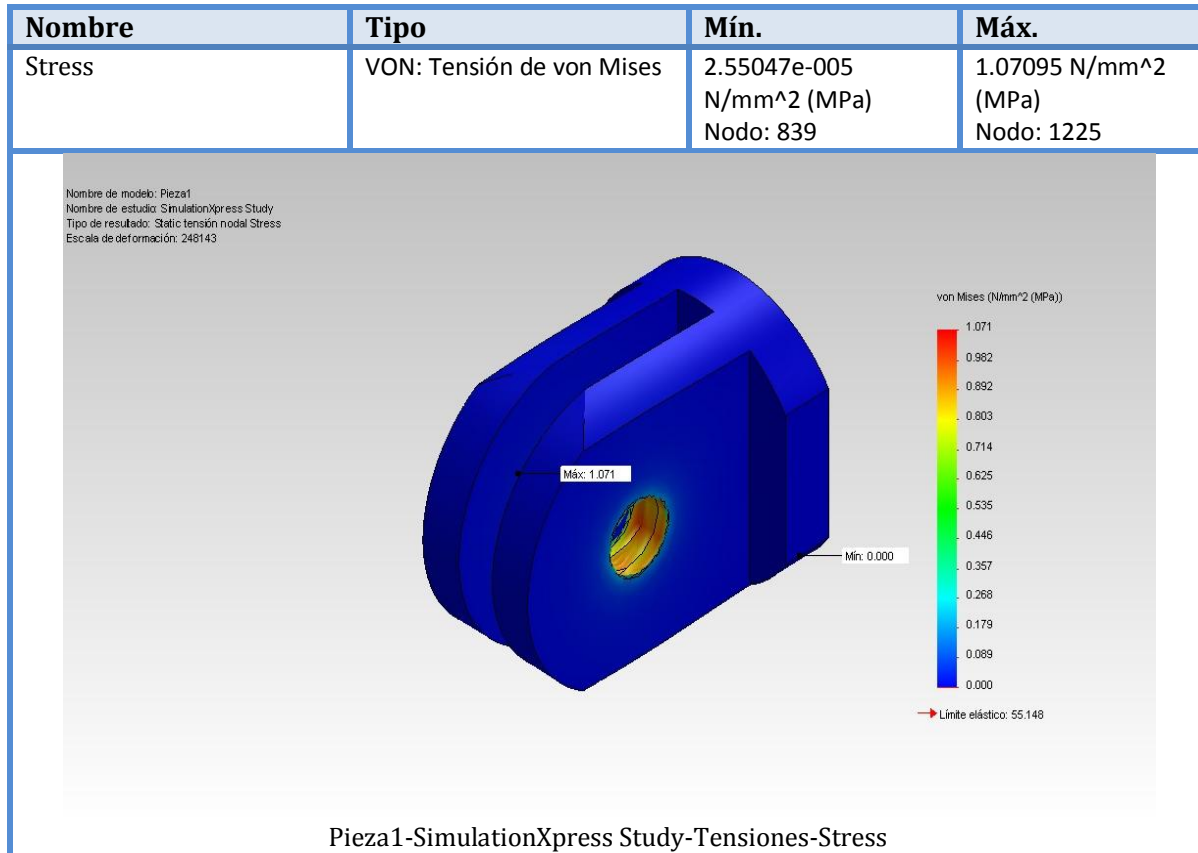 Nombre Tipo Mín. Máx.
Stress VON: Tensión de von Mises 2.55047e-005 1.07095 N/mm^2
N/mm^2 (MPa) (MPa)
Nodo: 839 Nodo: 1225
Nombre de modelo: Pieza1
Nombre de estudio: SimulationXpress Study
Tipo de resultado: Static tensión nodal Stress
Escala de deformación: 248143
von Mises (N/mm^2 (MPa))
1.071
0.982
0.892
0.803
0.714
0.625
0.535
0.446
0.357
0.268
0.179
0.089
0.000
Límite elástico: 55.148
Máx: 1.071
Mín: 0.000
Pieza1-SimulationXpress Study-Tensiones-Stress